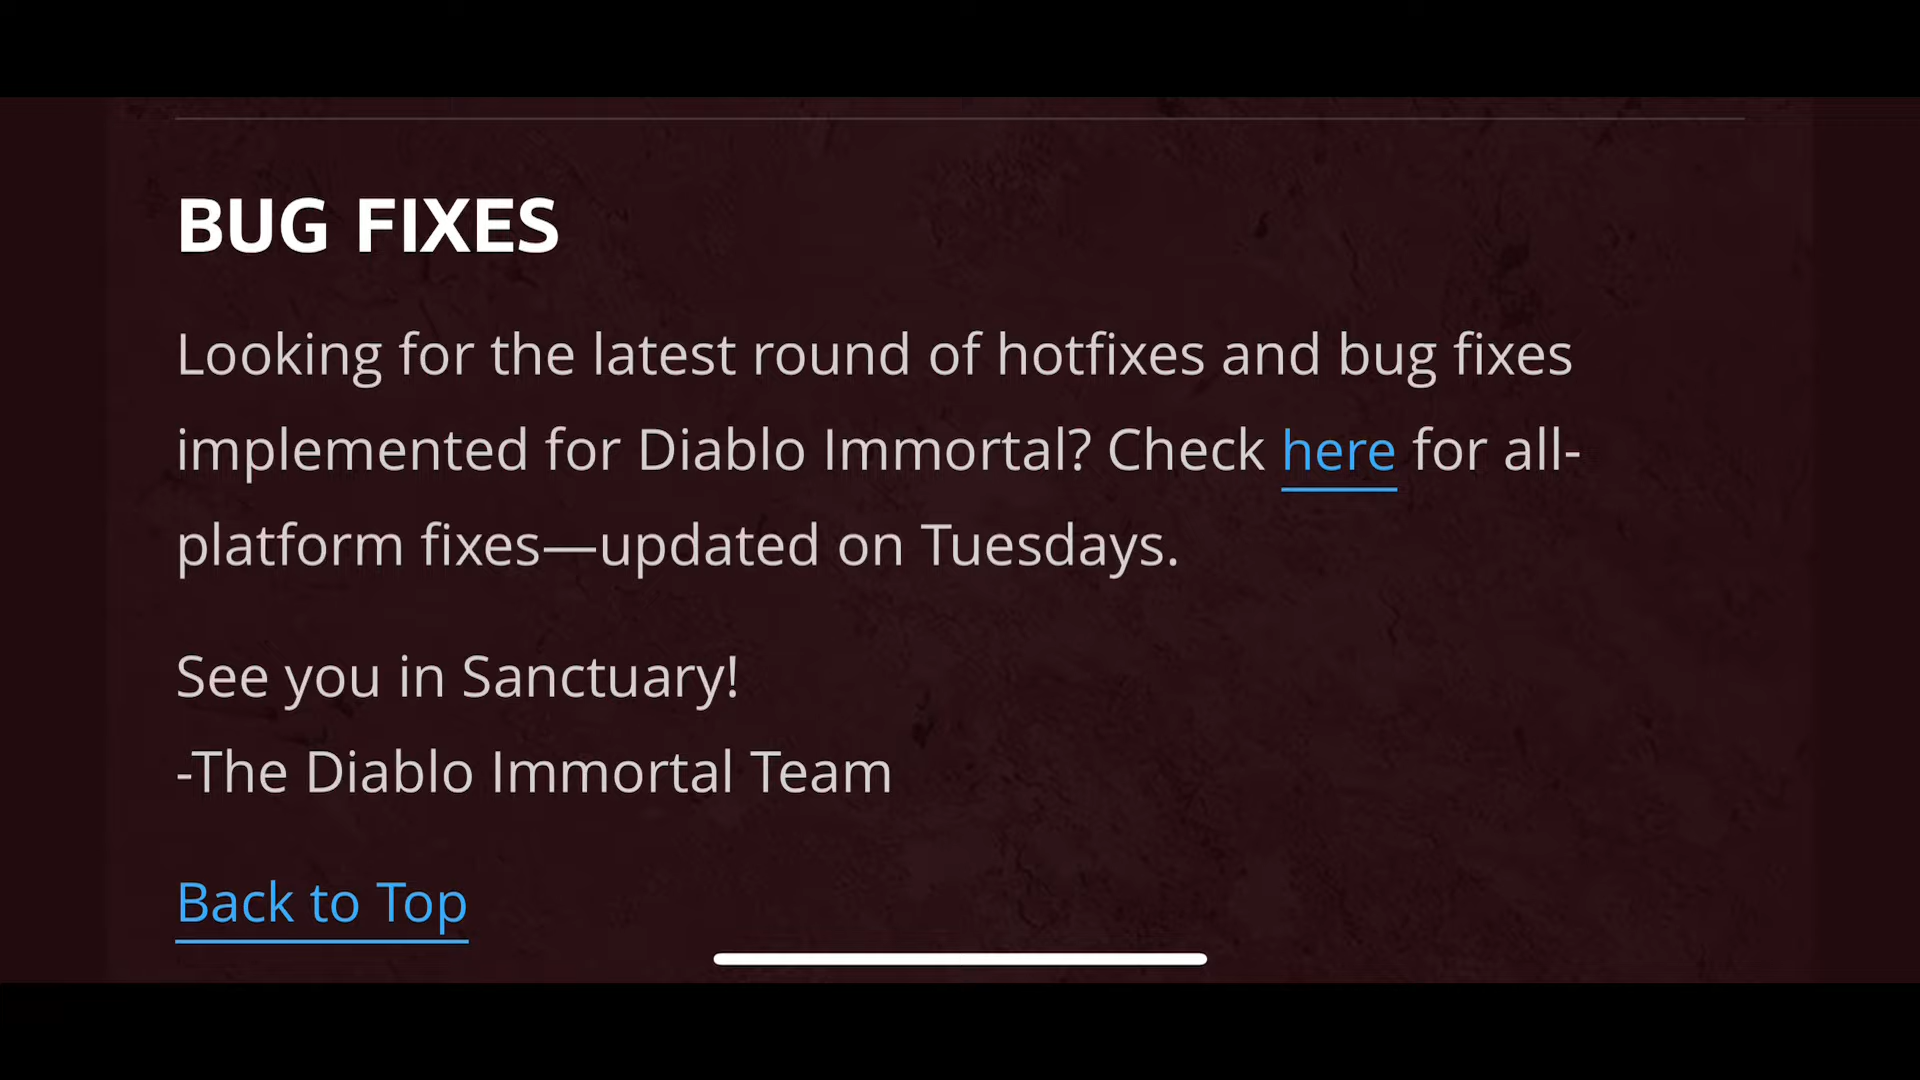 BUG FIXES
Looking for the latest round of hotfixes and bug fixes
implemented for Diablo Immortal? Check here for all-
platform fixes—updated on Tuesdays.
See you in Sanctuary!
-The Diablo Immortal Team
Back to Top